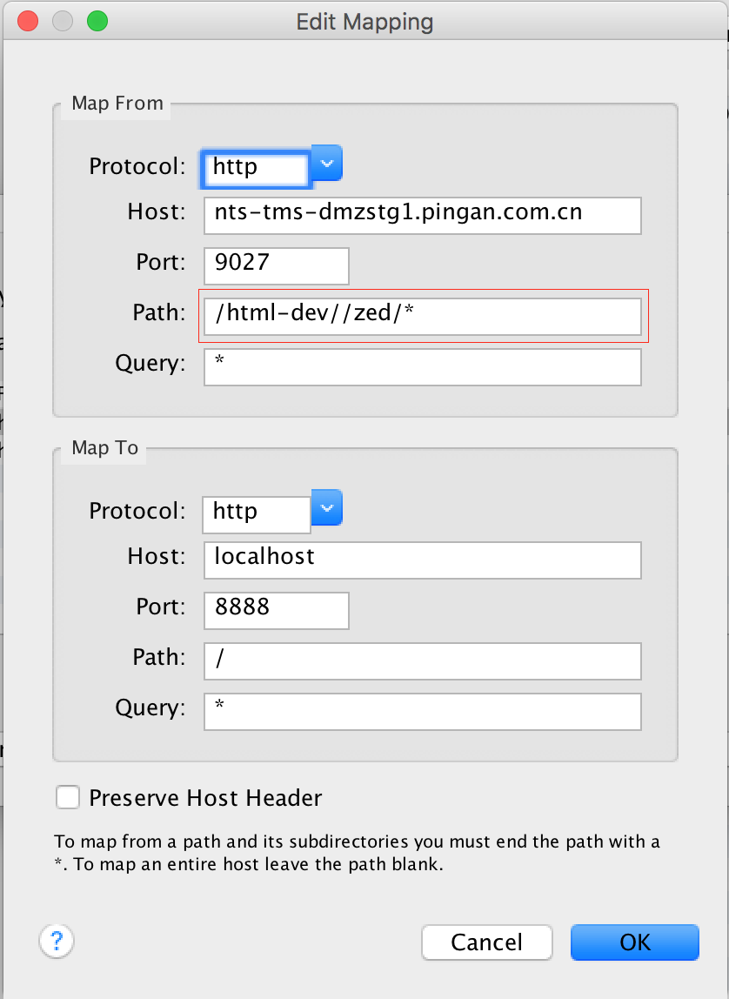 Edit Mapping
Map From
Protocol: http
Host: nts-tms-dmzstg1.pingan.com.cn
Port: 9027
Path: /html-dev//zed/*
Query: *
Map To
Protocol: http
Host: localhost
Port: 8888
Path: /
Query: *
Preserve Host Header
To map from a path and its subdirectories you must end the path with a
*. To map an entire host leave the path blank.
? Cancel OK